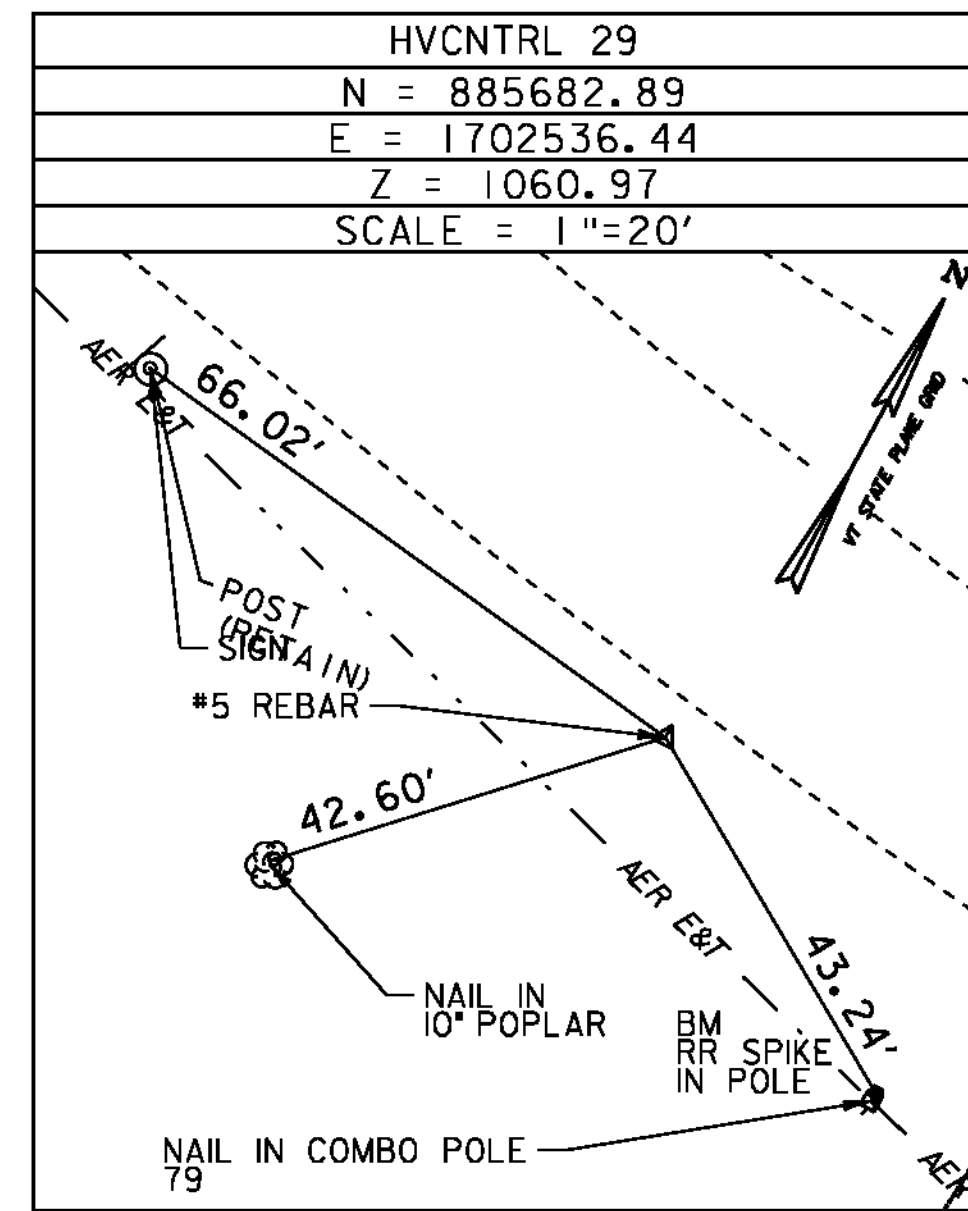 HVCNTRL 29
N = 885682.89
E = 1702536.44
Z = 1060.97
SCALE = 1"=20'
N
VT STATE PLANE GRID
AER E&T
66.02'
POST
(RETAIN)
SIGN
#5 REBAR
42.60'
AER E&T
43.24'
NAIL IN
10" POPLAR
BM
RR SPIKE
IN POLE
NAIL IN COMBO POLE
79
AER